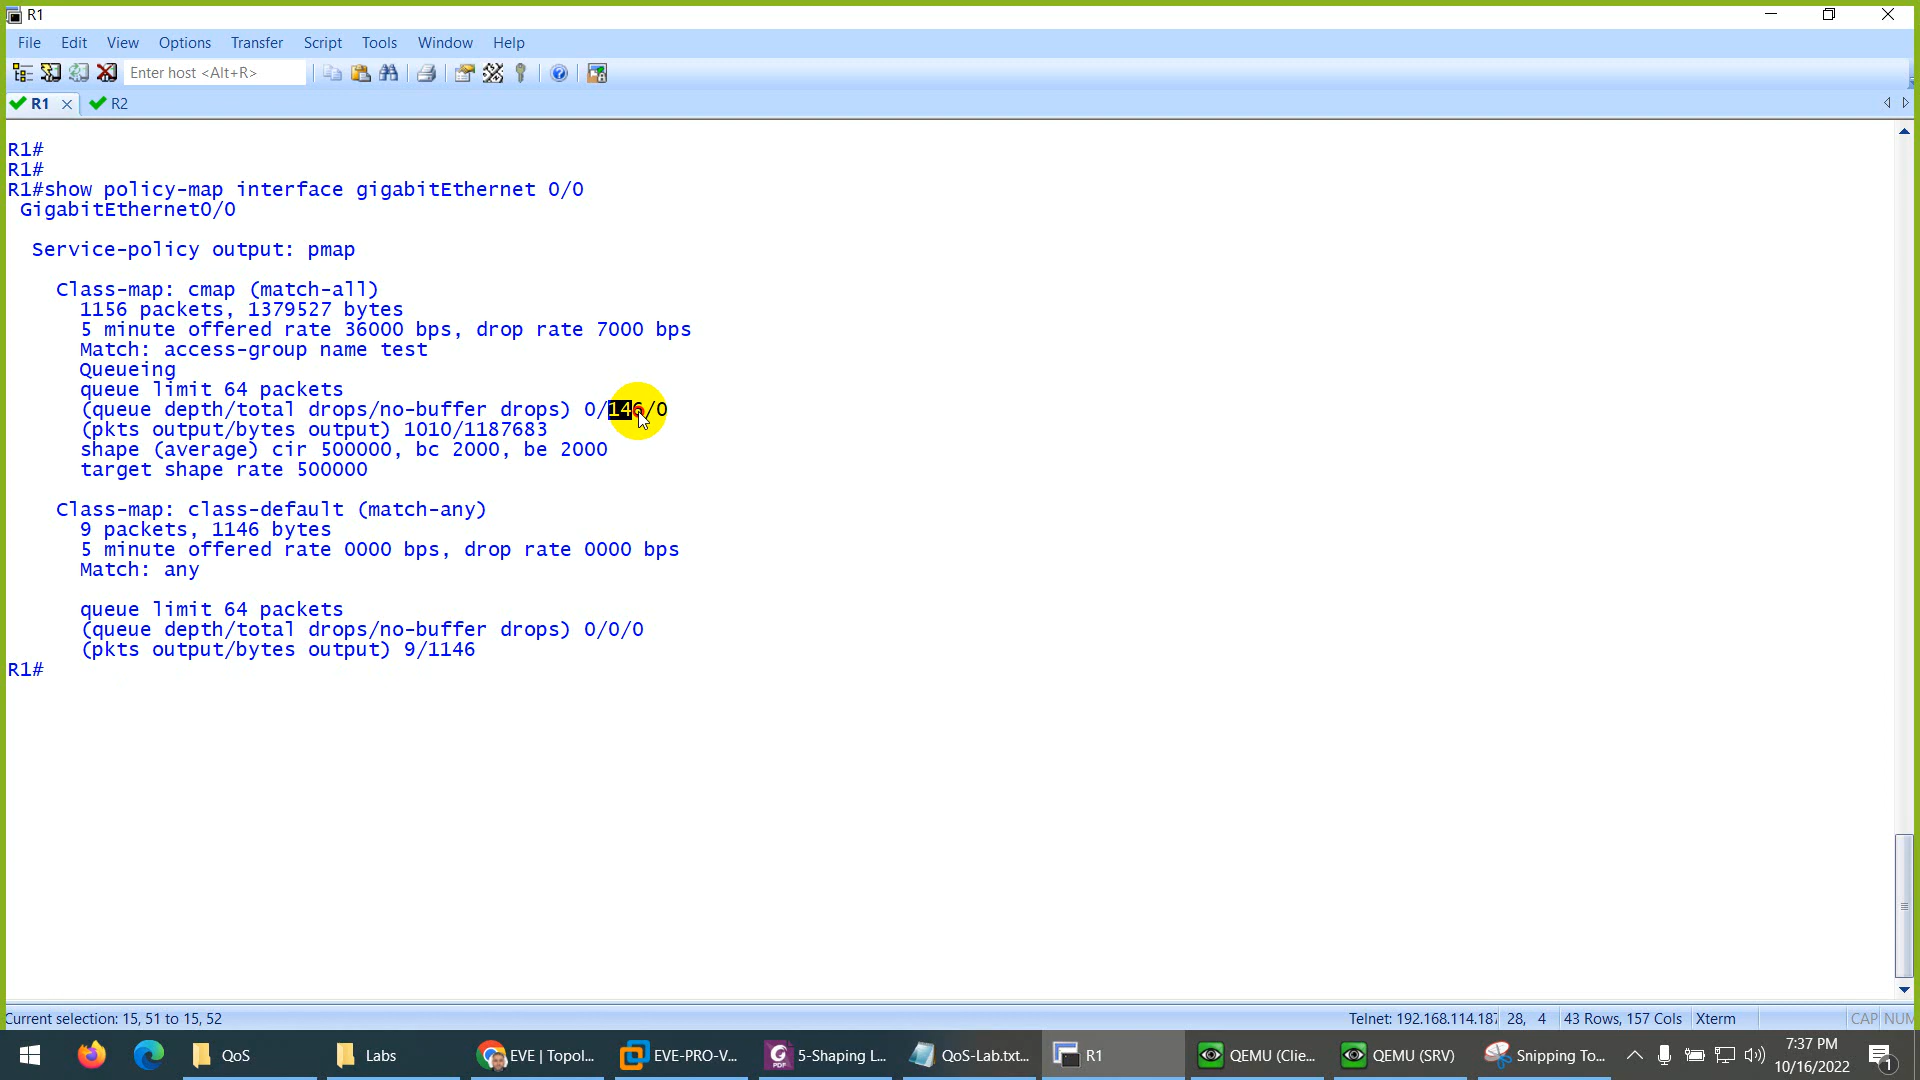 R1
File Edit View Options Transfer Script Tools Window Help
Enter host <Alt+R>
R1 R2
R1#
R1#
R1#show policy-map interface gigabitEthernet 0/0
GigabitEthernet0/0
Service-policy output: pmap
Class-map: cmap (match-all)
1156 packets, 1379527 bytes
5 minute offered rate 36000 bps, drop rate 7000 bps
Match: access-group name test
Queueing
queue limit 64 packets
(queue depth/total drops/no-buffer drops) 0/146/0
(pkts output/bytes output) 1010/1187683
shape (average) cir 500000, bc 2000, be 2000
target shape rate 500000
Class-map: class-default (match-any)
9 packets, 1146 bytes
5 minute offered rate 0000 bps, drop rate 0000 bps
Match: any
queue limit 64 packets
(queue depth/total drops/no-buffer drops) 0/0/0
(pkts output/bytes output) 9/1146
R1#
Current selection: 15, 51 to 15, 52 Telnet: 192.168.114.187 28, 4 43 Rows, 157 Cols Xterm CAP NUM
QoS Labs EVE | Topol... EVE-PRO-V... 5-Shaping L... QoS-Lab.txt... R1 QEMU (Clie... QEMU (SRV) Snipping To... 7:37 PM
10/16/2022 1